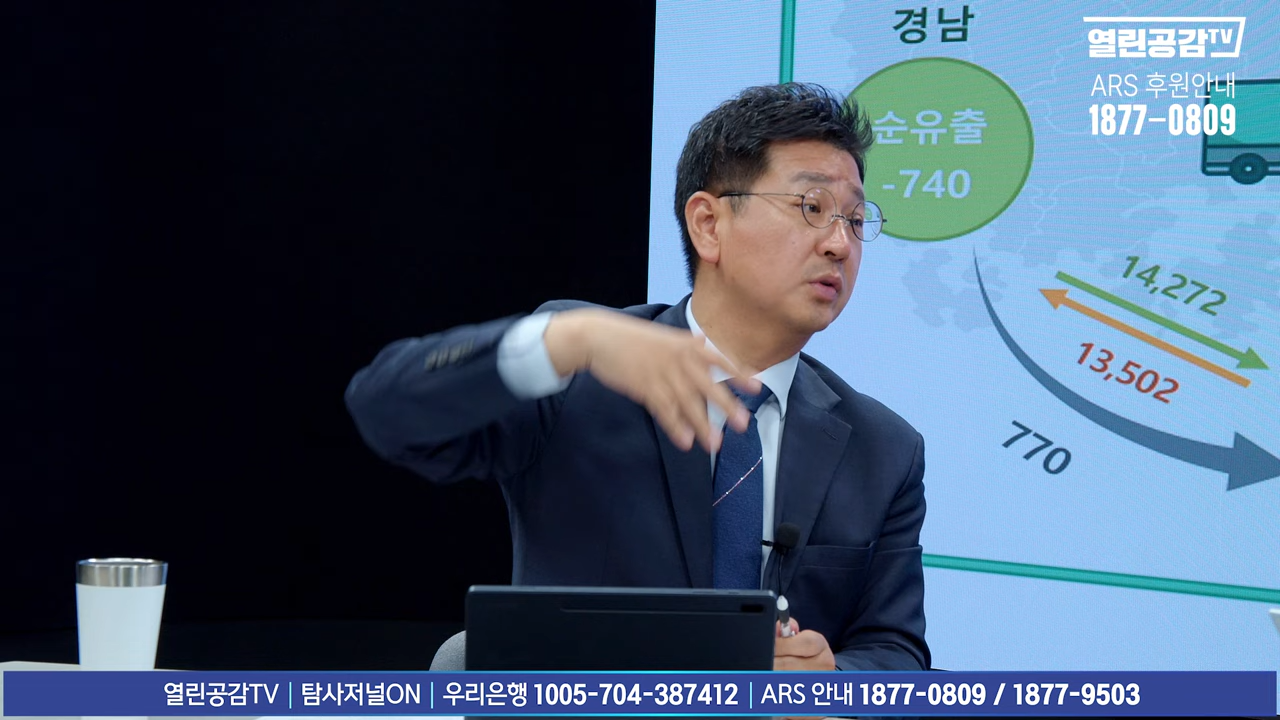 경남
순유출
-740
14,272
13,502
770
열린공감TV
ARS 후원안내
1877-0809
열린공감TV | 탐사저널ON | 우리은행 1005-704-387412 | ARS 안내 1877-0809 / 1877-9503